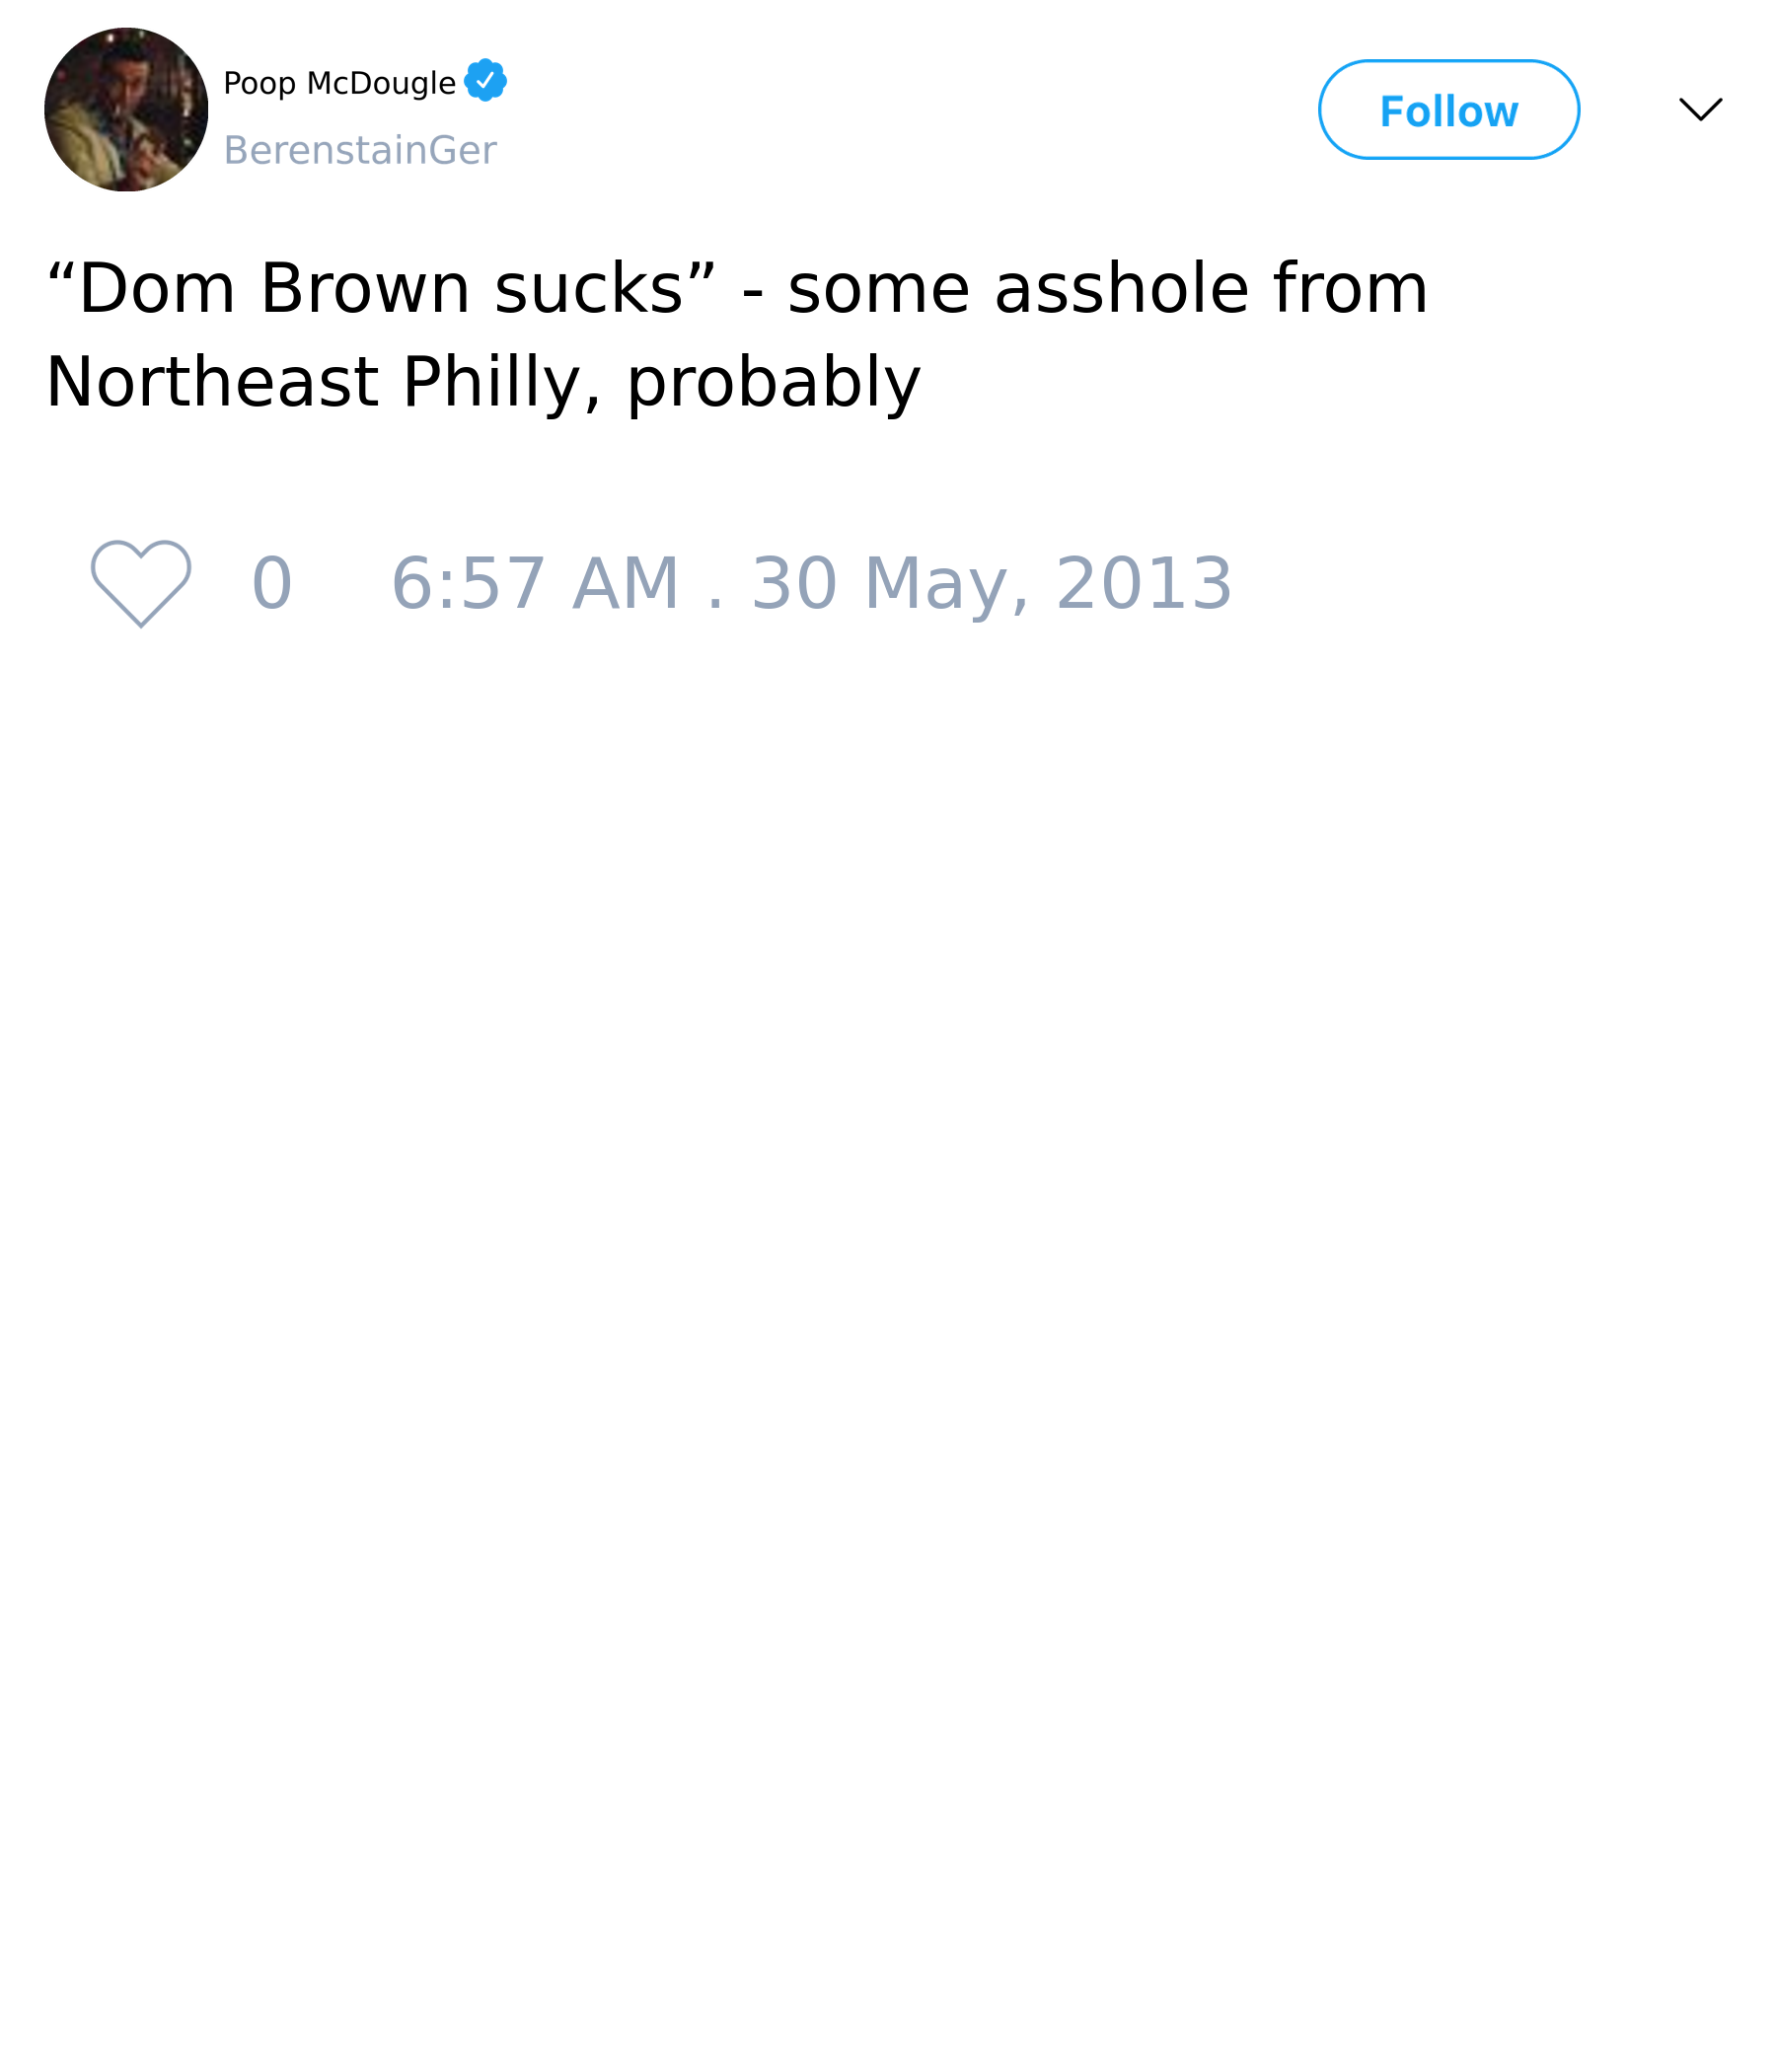 Poop McDougle
BerenstainGer
Follow
“Dom Brown sucks” - some asshole from
Northeast Philly, probably
0 6:57 AM . 30 May, 2013